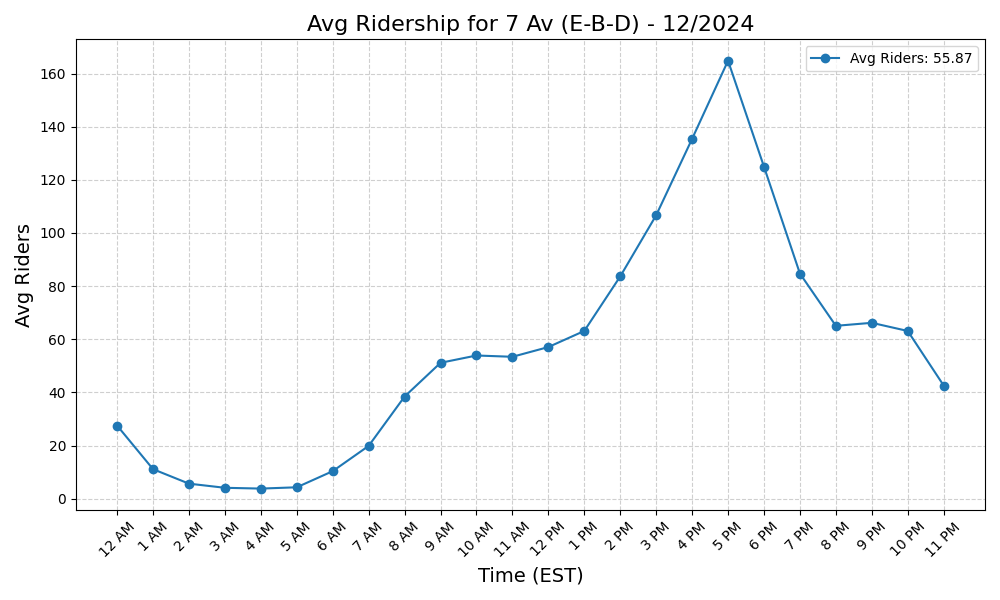 Avg Ridership for 7 Av (E-B-D) - 12/2024
Avg Riders: 55.87
Avg Riders
160
140
120
100
80
60
40
20
0
12 AM
1 AM
2 AM
3 AM
4 AM
5 AM
6 AM
7 AM
8 AM
9 AM
10 AM
11 AM
12 PM
1 PM
2 PM
3 PM
4 PM
5 PM
6 PM
7 PM
8 PM
9 PM
10 PM
11 PM
Time (EST)